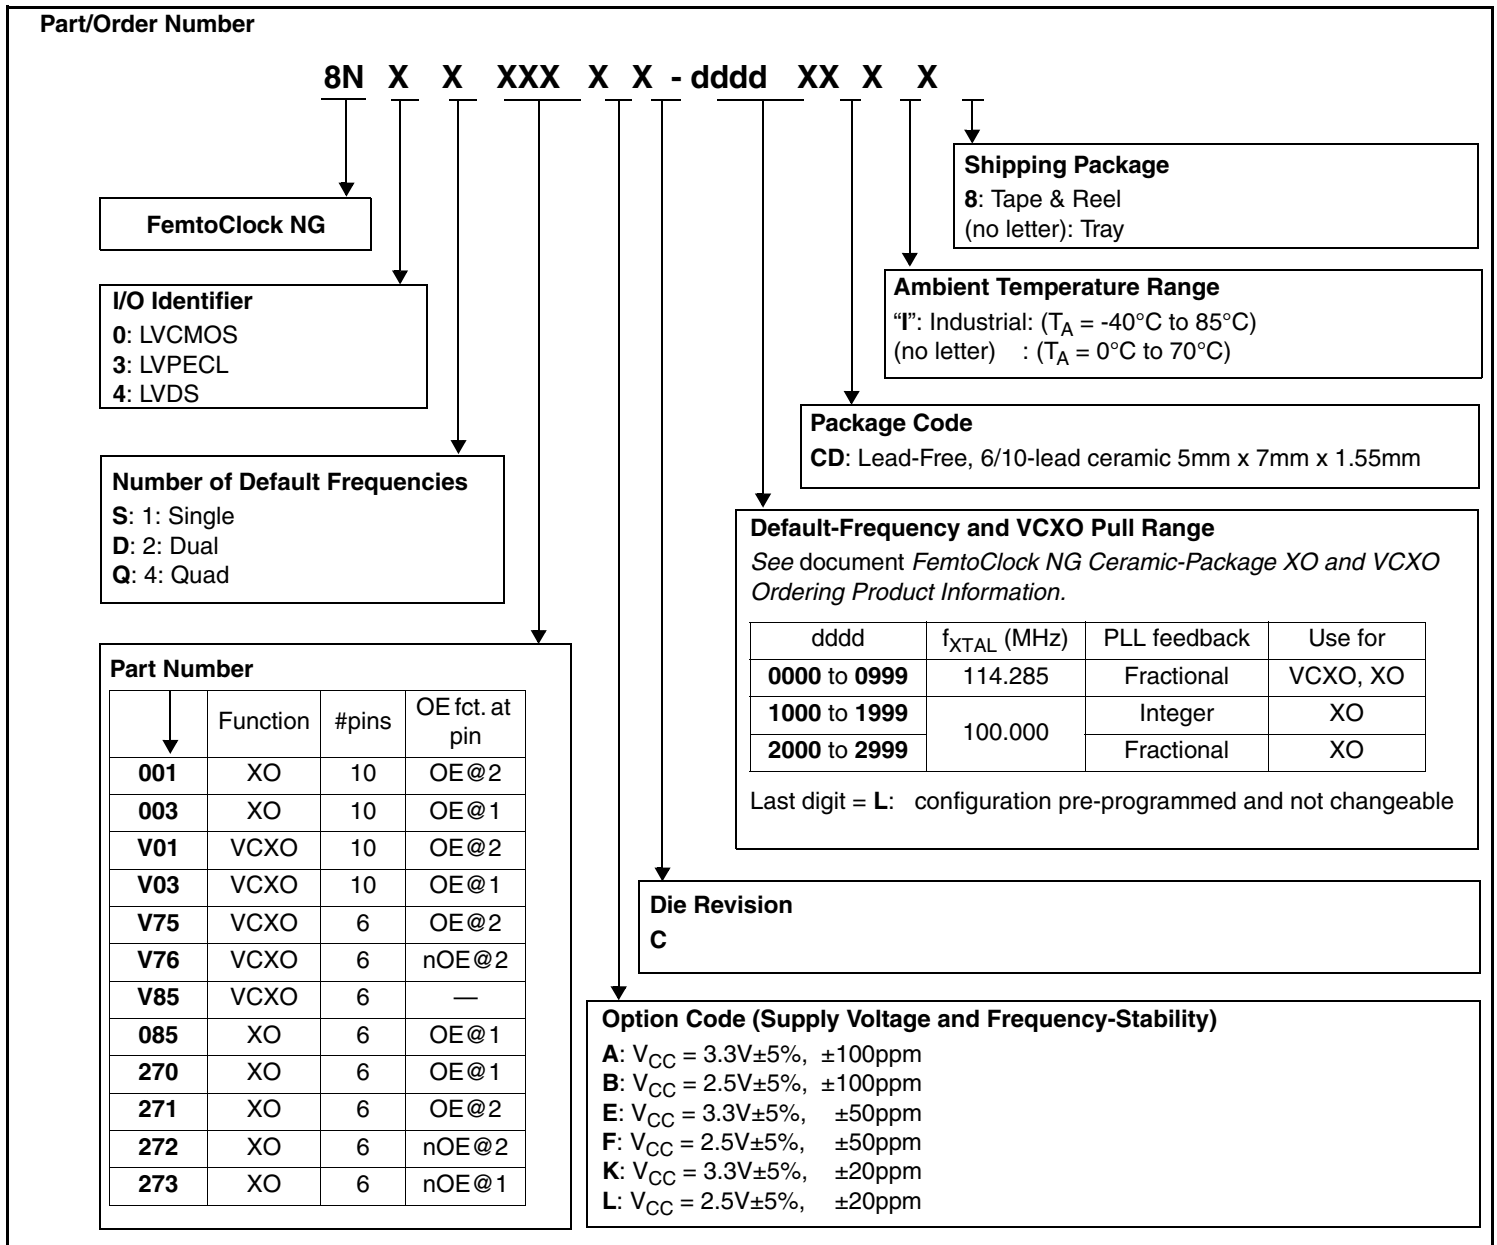 Part/Order Number
8N X X XXX X X - dddd XX X X
Shipping Package
8: Tape & Reel
(no letter): Tray
FemtoClock NG
Ambient Temperature Range
“I”: Industrial: (TA = -40°C to 85°C)
(no letter) : (TA = 0°C to 70°C)
I/O Identifier
0: LVCMOS
3: LVPECL
4: LVDS
Package Code
CD: Lead-Free, 6/10-lead ceramic 5mm x 7mm x 1.55mm
Number of Default Frequencies
S: 1: Single
D: 2: Dual
Q: 4: Quad
Default-Frequency and VCXO Pull Range
See document FemtoClock NG Ceramic-Package XO and VCXO
Ordering Product Information.
dddd fXTAL (MHz) PLL feedback Use for
0000 to 0999 114.285 Fractional VCXO, XO
1000 to 1999 100.000 Integer XO
2000 to 2999 Fractional XO
Last digit = L: configuration pre-programmed and not changeable
Part Number
Function #pins OE fct. at
pin
001 XO 10 OE@2
003 XO 10 OE@1
V01 VCXO 10 OE@2
V03 VCXO 10 OE@1
V75 VCXO 6 OE@2
V76 VCXO 6 nOE@2
V85 VCXO 6 —
085 XO 6 OE@1
270 XO 6 OE@1
271 XO 6 OE@2
272 XO 6 nOE@2
273 XO 6 nOE@1
Die Revision
C
Option Code (Supply Voltage and Frequency-Stability)
A: VCC = 3.3V±5%, ±100ppm
B: VCC = 2.5V±5%, ±100ppm
E: VCC = 3.3V±5%, ±50ppm
F: VCC = 2.5V±5%, ±50ppm
K: VCC = 3.3V±5%, ±20ppm
L: VCC = 2.5V±5%, ±20ppm